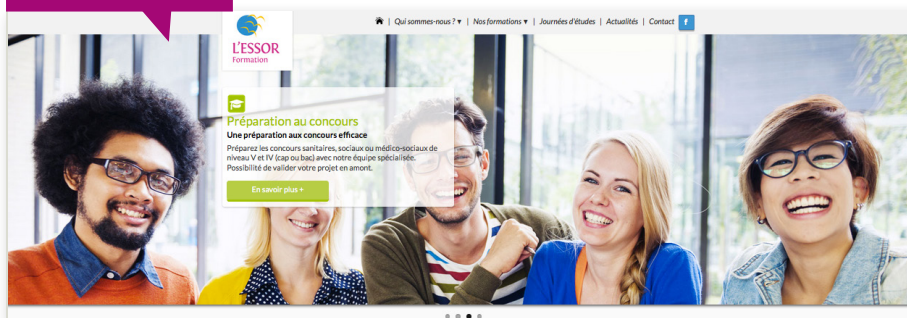 L'ESSOR
Formation
Qui sommes-nous ? ▾ | Nos formations ▾ | Journées d'études | Actualités | Contact f
Préparation au concours
Une préparation aux concours efficace
Préparez les concours sanitaires, sociaux ou médico-sociaux de
niveau V et IV (cap ou bac) avec notre équipe spécialisée.
Possibilité de valider votre projet en amont.
En savoir plus +